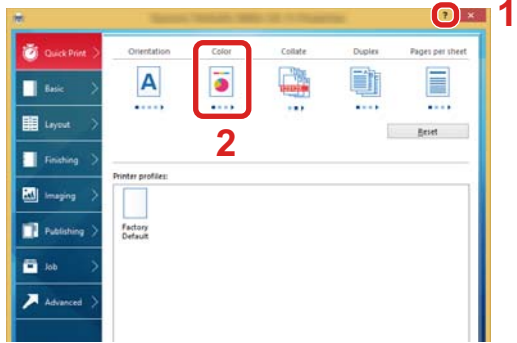 ? × 1
Quick Print
Orientation Color Collate Duplex Pages per sheet
Basic
A
2
Reset
Layout
Finishing
Printer profiles:
Imaging
Publishing
Factory
Default
Job
Advanced